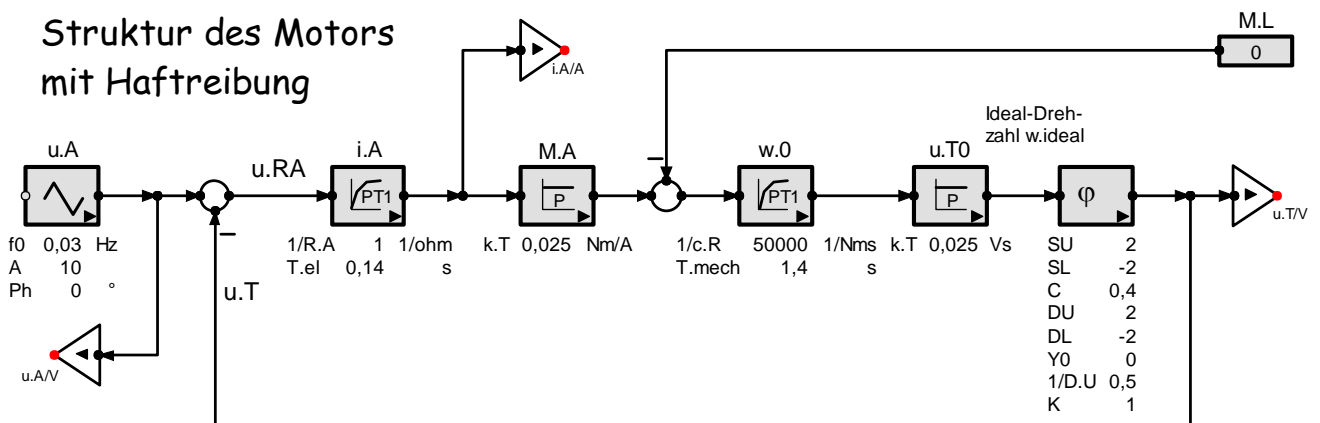 Struktur des Motors
mit Haftreibung
M.L
0
i.A/A
Ideal-Dreh-
zahl w.ideal
u.A
u.RA
i.A
M.A
w.0
u.T0
PT1
P
PT1
P
φ
u.T/V
f0 0,03 Hz
A 10
Ph 0 °
1/R.A 1 1/ohm
T.el 0,14 s
k.T 0,025 Nm/A
1/c.R 50000 1/Nms
T.mech 1,4 s
k.T 0,025 Vs
SU 2
SL -2
C 0,4
DU 2
DL -2
Y0 0
1/D.U 0,5
K 1
u.T
u.A/V